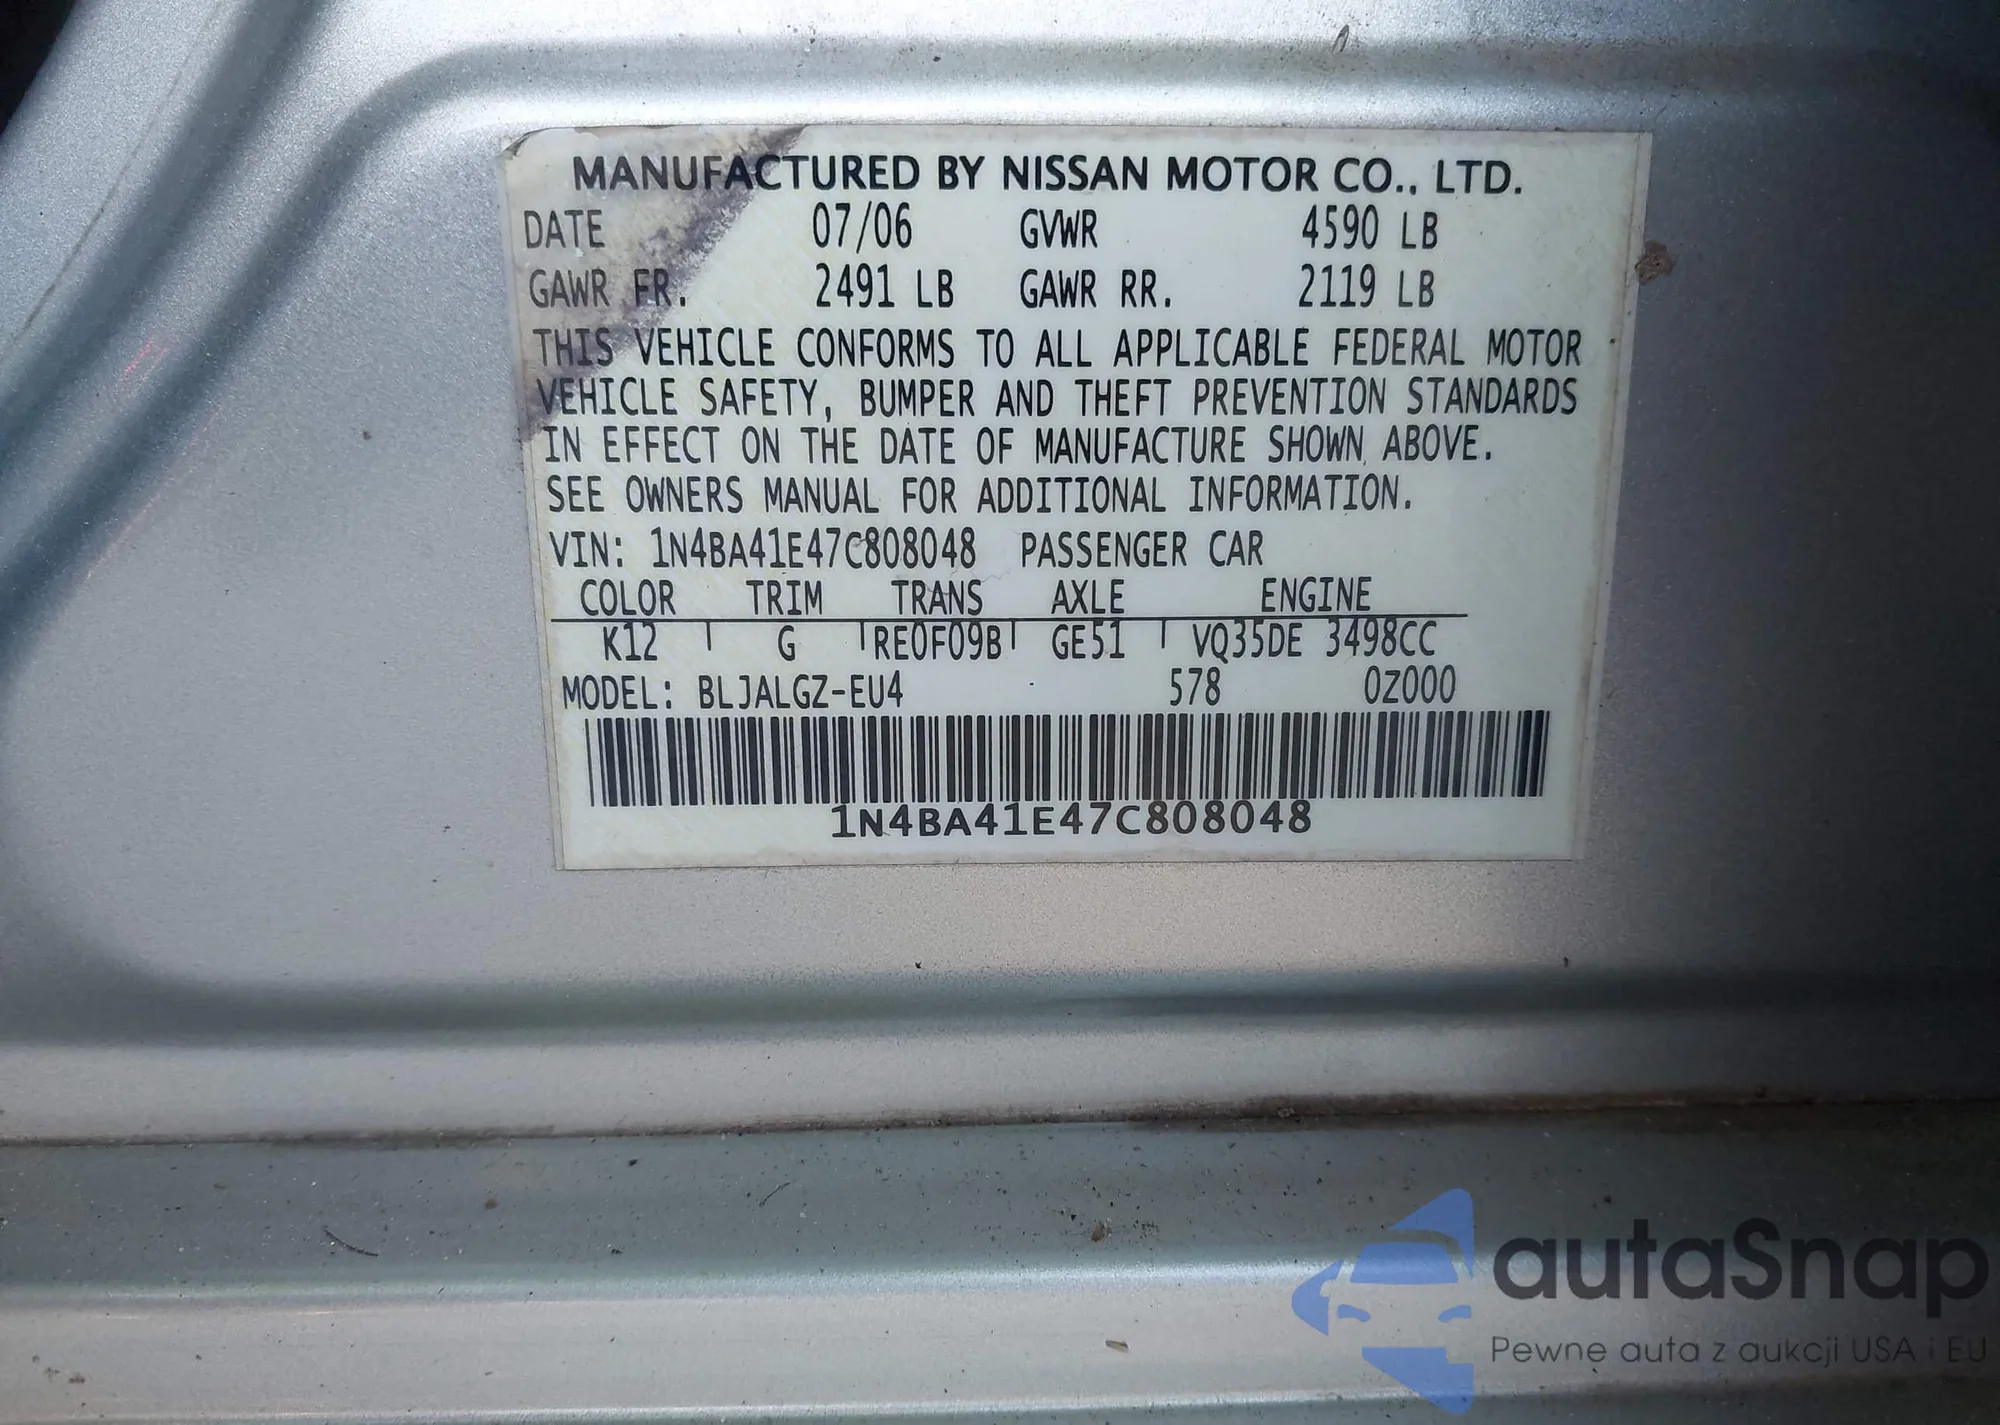 MANUFACTURED BY NISSAN MOTOR CO., LTD.
DATE 07/06 GVWR 4590 LB
GAWR FR. 2491 LB GAWR RR. 2119 LB
THIS VEHICLE CONFORMS TO ALL APPLICABLE FEDERAL MOTOR
VEHICLE SAFETY, BUMPER AND THEFT PREVENTION STANDARDS
IN EFFECT ON THE DATE OF MANUFACTURE SHOWN ABOVE.
SEE OWNERS MANUAL FOR ADDITIONAL INFORMATION.
VIN: 1N4BA41E47C808048 PASSENGER CAR
COLOR TRIM TRANS AXLE ENGINE
K12 G RE0F09B GE51 VQ35DE 3498CC
MODEL: BLJALGZ-EU4 578 0Z000
1N4BA41E47C808048
autaSnap
Pewne auta z aukcji USA i EU